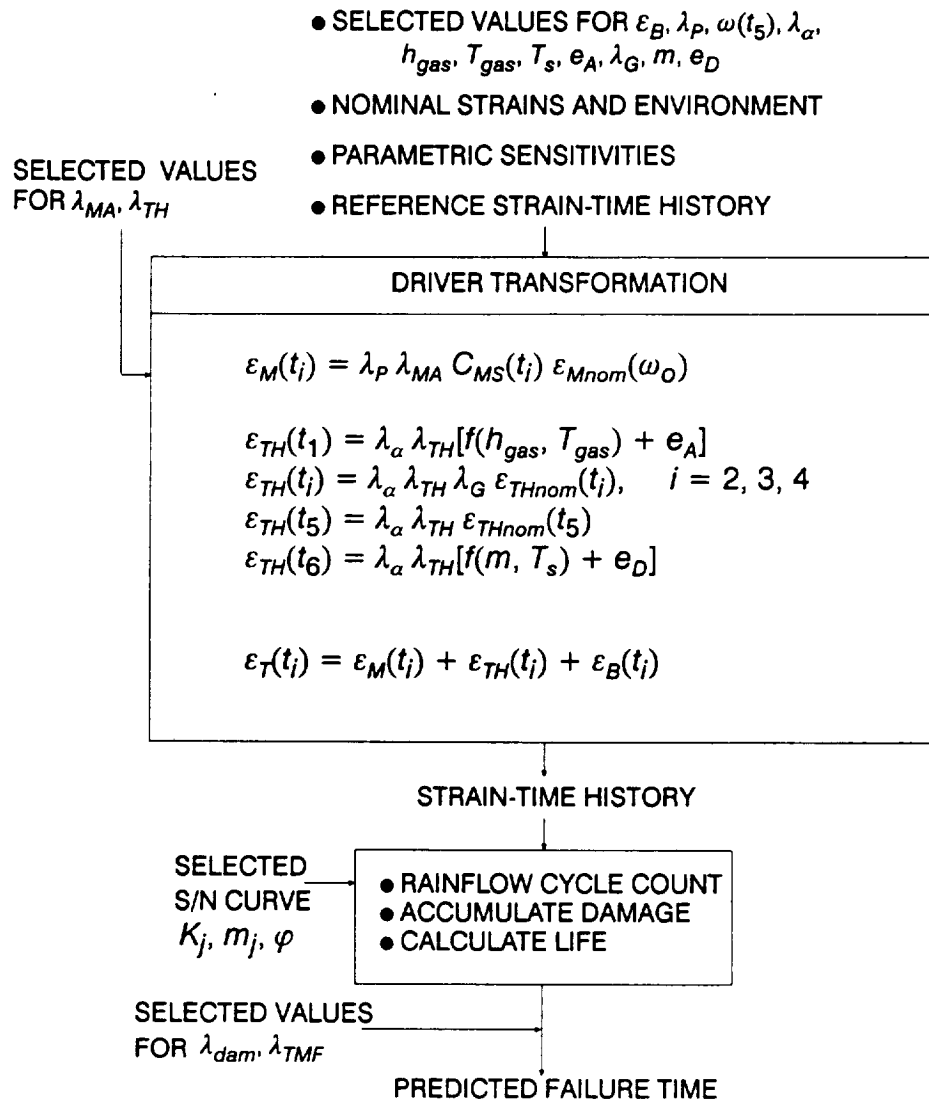 ● SELECTED VALUES FOR ε_B, λ_P, ω(t_5), λ_α,
h_gas, T_gas, T_s, e_A, λ_G, m, e_D
● NOMINAL STRAINS AND ENVIRONMENT
● PARAMETRIC SENSITIVITIES
● REFERENCE STRAIN-TIME HISTORY
SELECTED VALUES
FOR λ_MA, λ_TH
DRIVER TRANSFORMATION
ε_M(t_i) = λ_P λ_MA C_MS(t_i) ε_Mnom(ω_O)
ε_TH(t_1) = λ_α λ_TH[f(h_gas, T_gas) + e_A]
ε_TH(t_i) = λ_α λ_TH λ_G ε_THnom(t_i), i = 2, 3, 4
ε_TH(t_5) = λ_α λ_TH ε_THnom(t_5)
ε_TH(t_6) = λ_α λ_TH[f(m, T_s) + e_D]
ε_T(t_i) = ε_M(t_i) + ε_TH(t_i) + ε_B(t_i)
STRAIN-TIME HISTORY
SELECTED
S/N CURVE
K_j, m_j, φ
● RAINFLOW CYCLE COUNT
● ACCUMULATE DAMAGE
● CALCULATE LIFE
SELECTED VALUES
FOR λ_dam, λ_TMF
PREDICTED FAILURE TIME